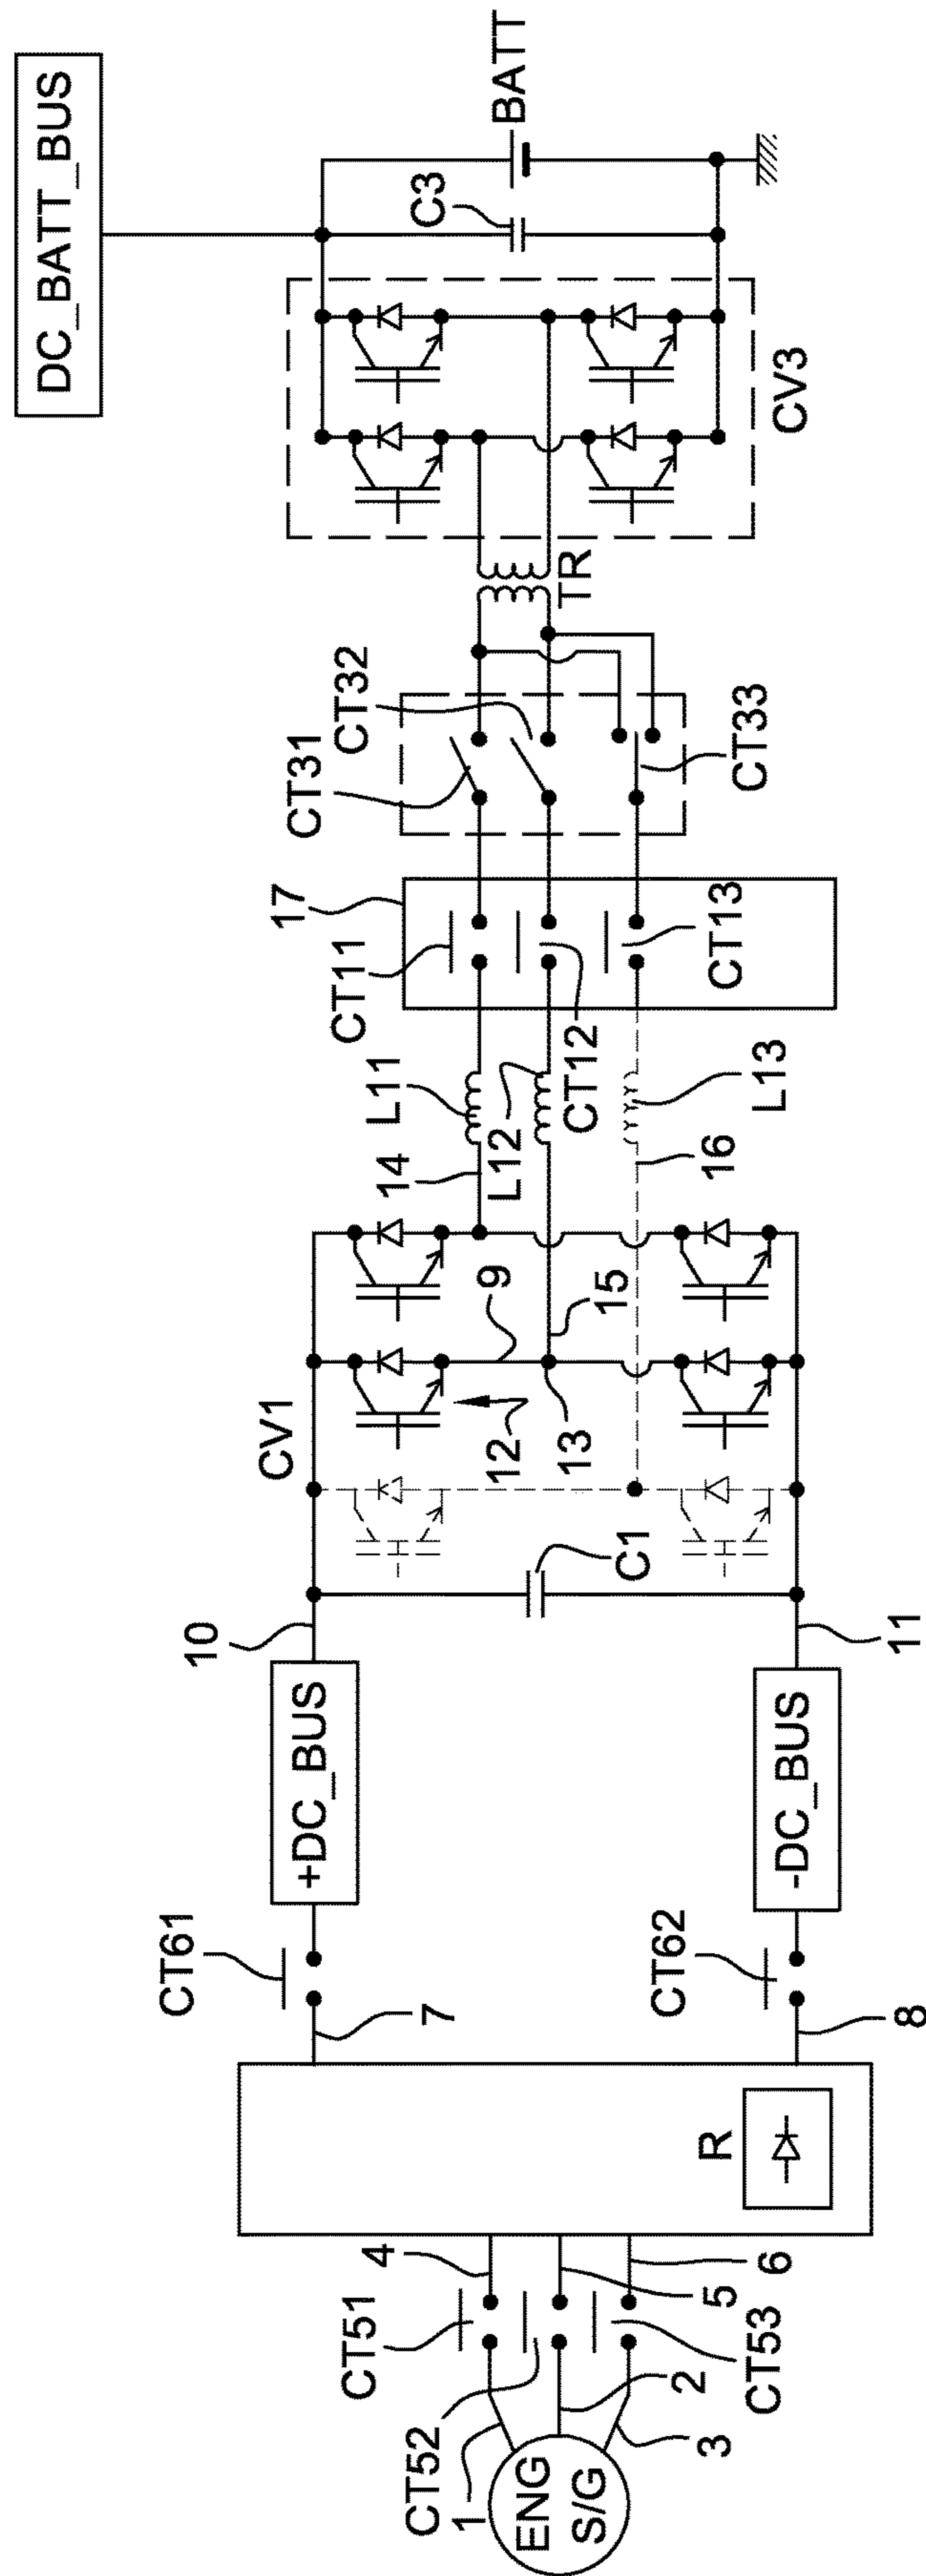 DC_BATT_BUS
BATT
C3
CV3
TR
CT31
CT32
CT33
17
CT11
CT12
CT13
L11
L12
L13
14
15
16
CV1
9
12
13
C1
10
11
+DC_BUS
-DC_BUS
CT61
CT62
7
8
R
4
5
6
CT51
CT52
CT53
1
2
3
ENG
S/G